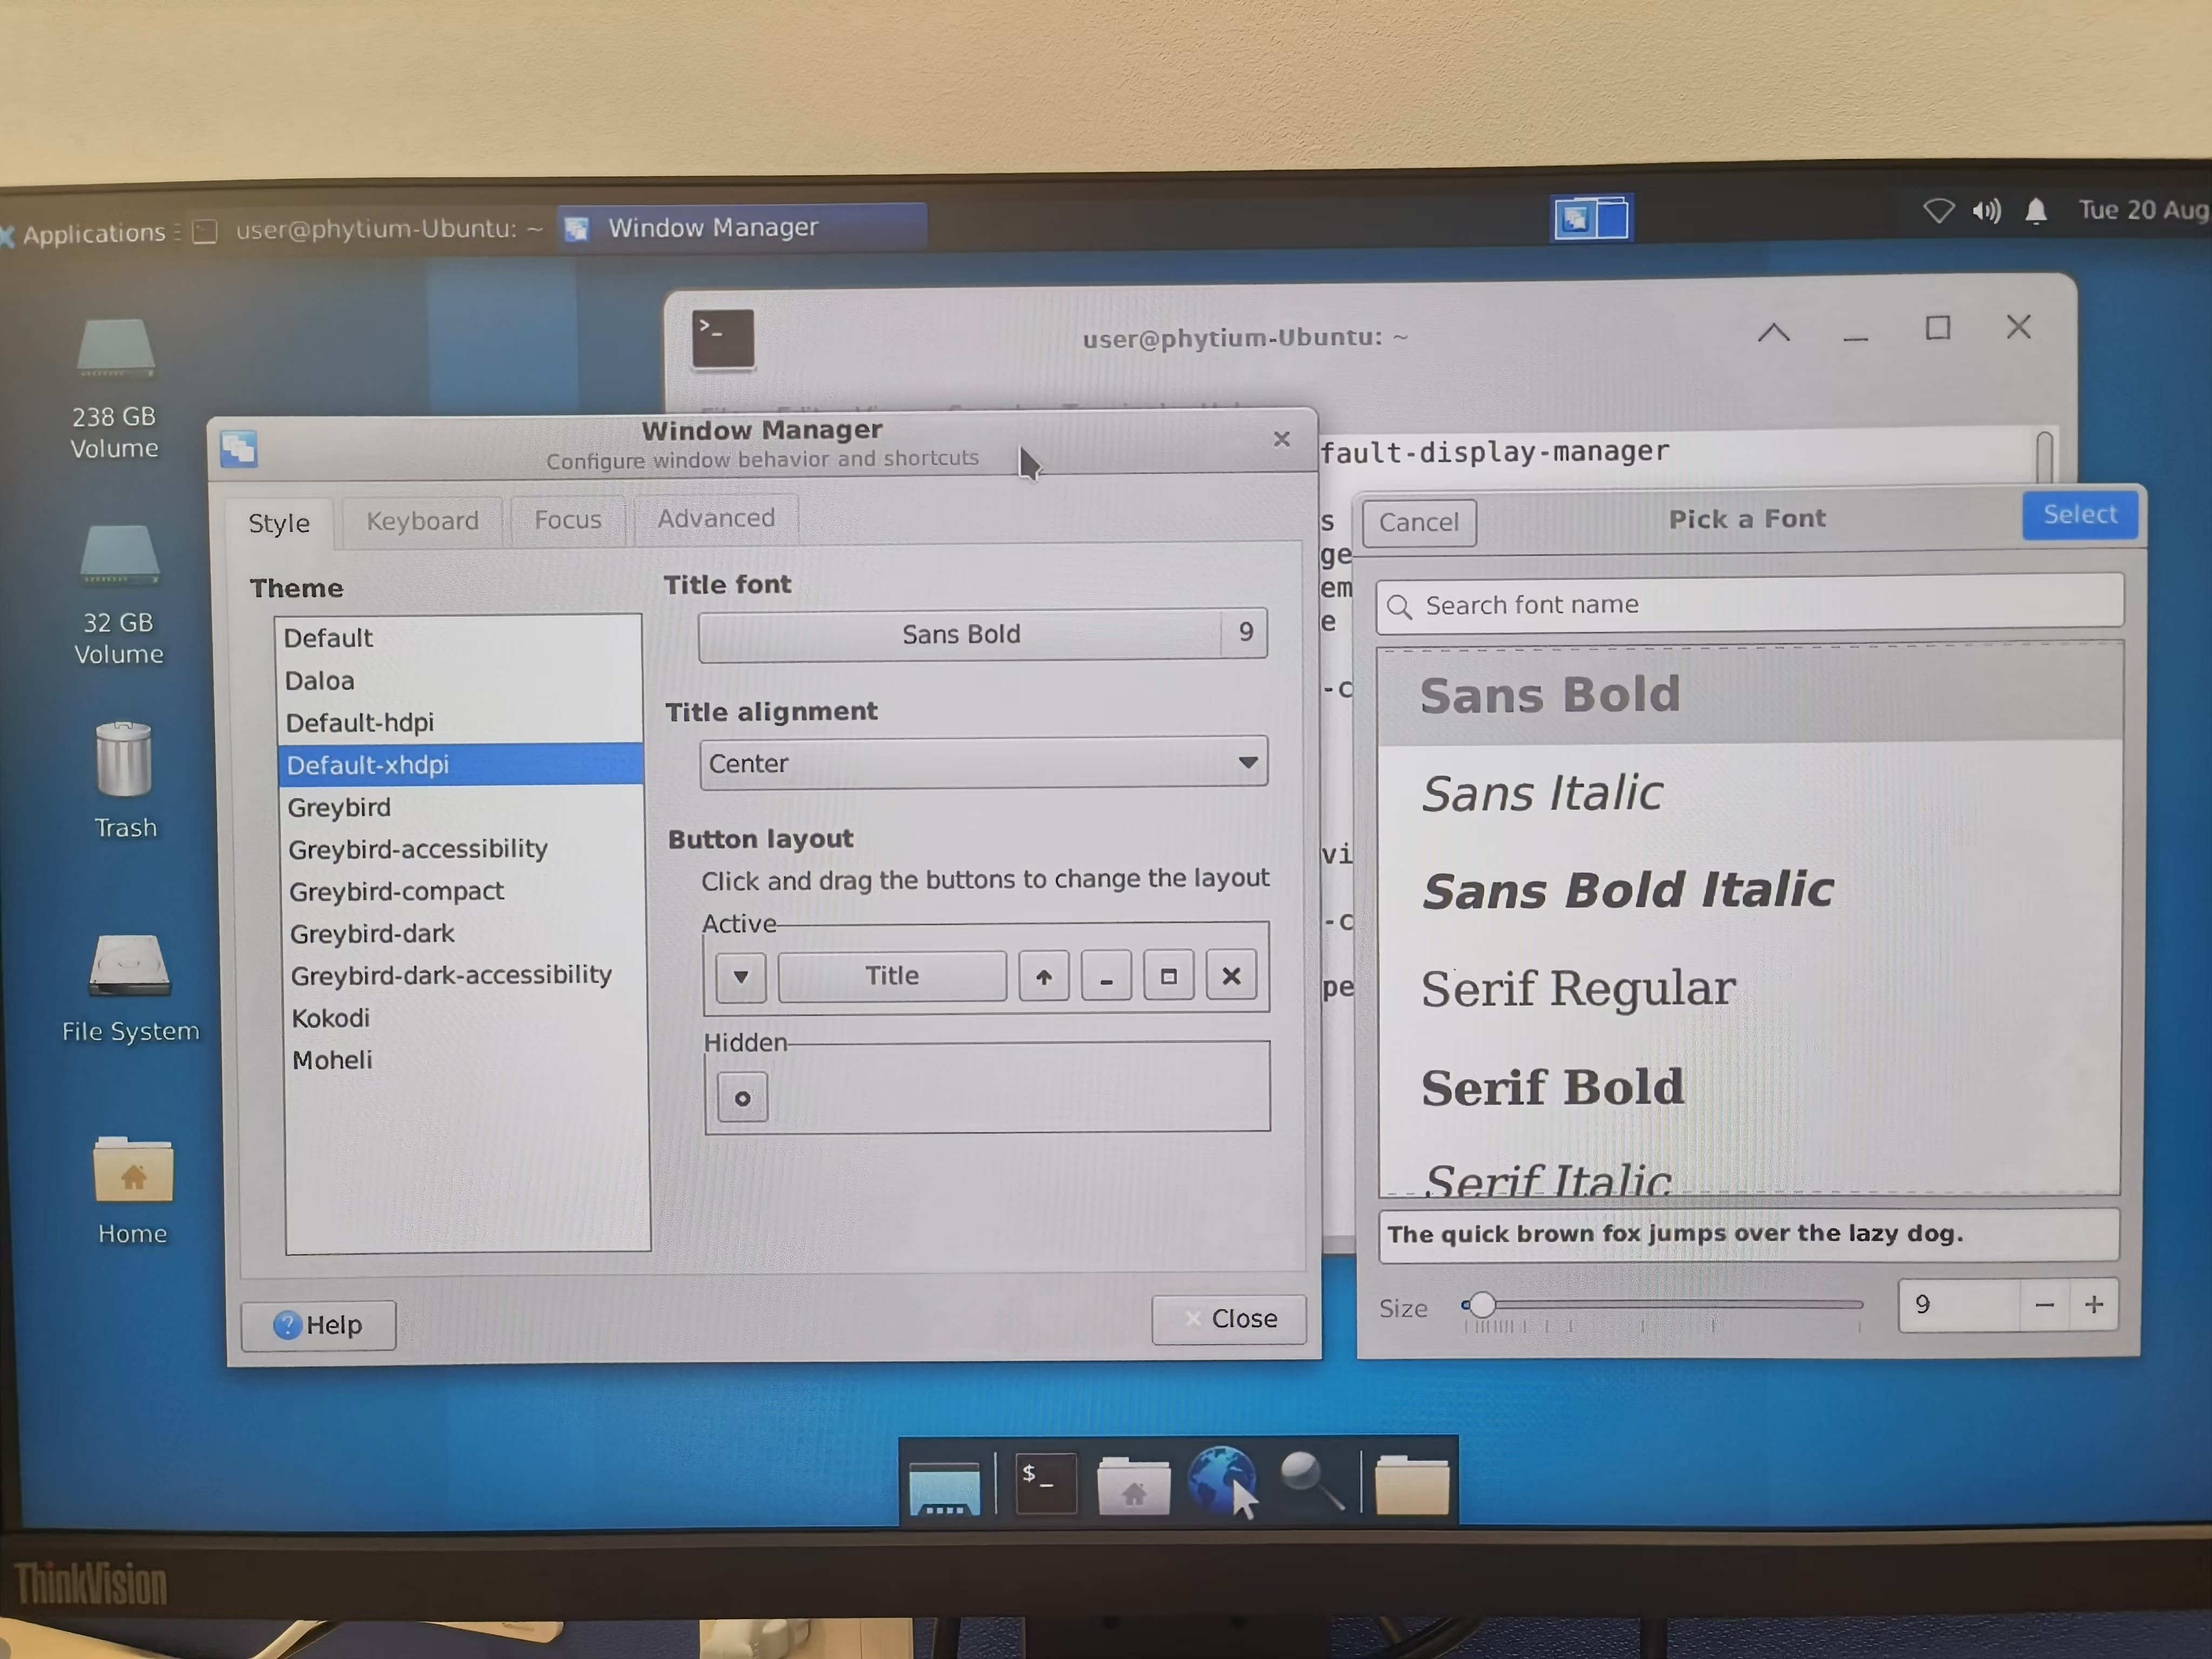 Applications
user@phytium-Ubuntu: ~
Window Manager
Tue 20 Aug
238 GB
Volume
32 GB
Volume
Trash
File System
Home
>_
user@phytium-Ubuntu: ~
fault-display-manager
s
ge
em
e
-c
vi
-c
pe
Window Manager
Configure window behavior and shortcuts
Style
Keyboard
Focus
Advanced
Theme
Default
Daloa
Default-hdpi
Default-xhdpi
Greybird
Greybird-accessibility
Greybird-compact
Greybird-dark
Greybird-dark-accessibility
Kokodi
Moheli
Title font
Sans Bold 9
Title alignment
Center
Button layout
Click and drag the buttons to change the layout
Active
Title
Hidden
Help
Close
Cancel
Pick a Font
Select
Search font name
Sans Bold
Sans Italic
Sans Bold Italic
Serif Regular
Serif Bold
Serif Italic
The quick brown fox jumps over the lazy dog.
Size
9
$_
ThinkVision